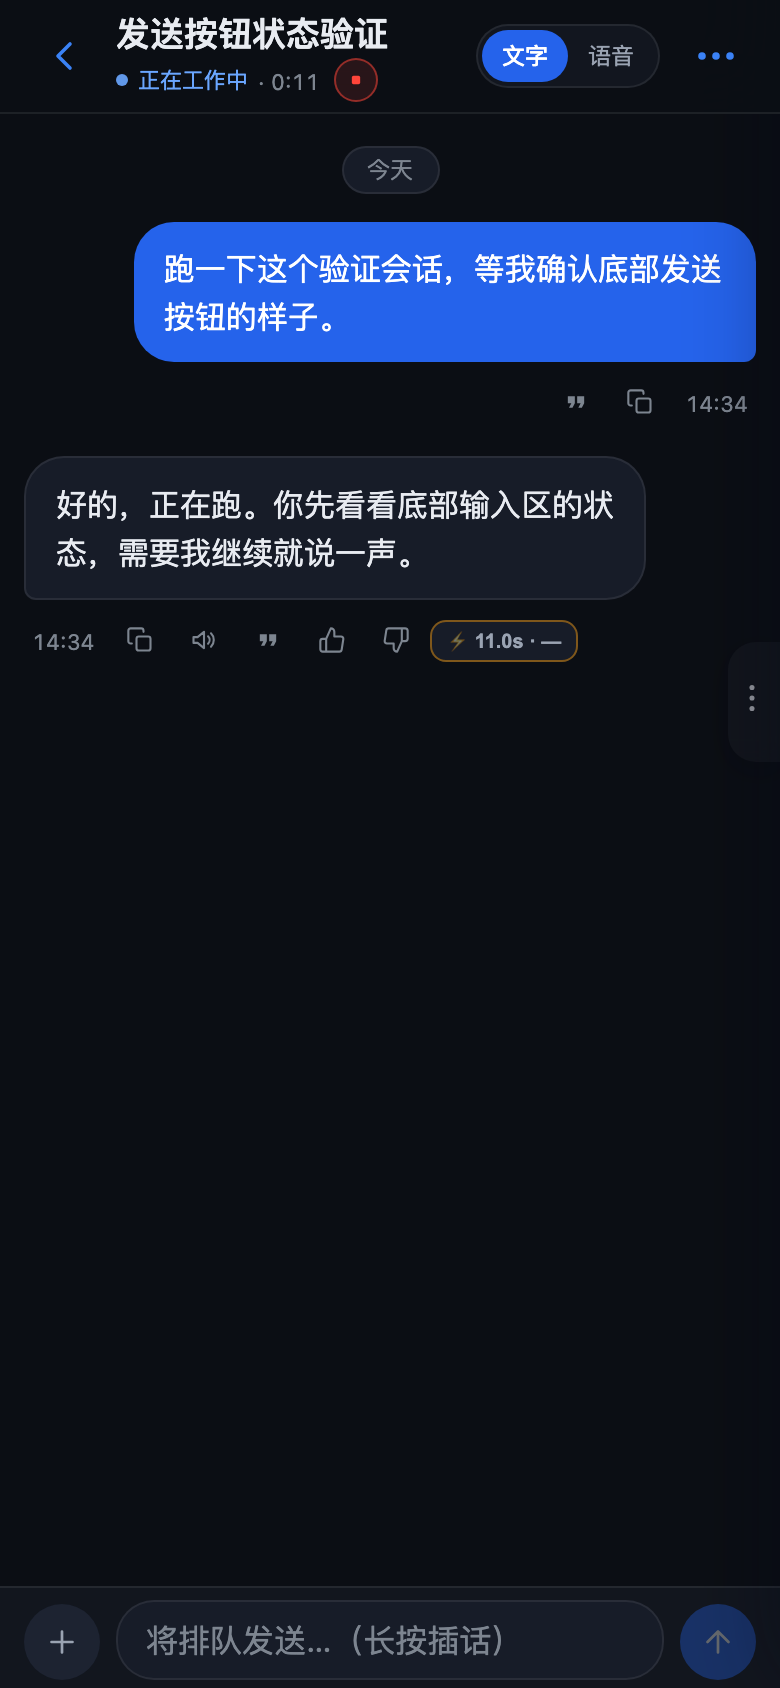 发送按钮状态验证
正在工作中 · 0:11
文字 语音
今天
跑一下这个验证会话，等我确认底部发送
按钮的样子。
14:34
好的，正在跑。你先看看底部输入区的状
态，需要我继续就说一声。
14:34 ⚡ 11.0s · —
将排队发送...（长按插话）